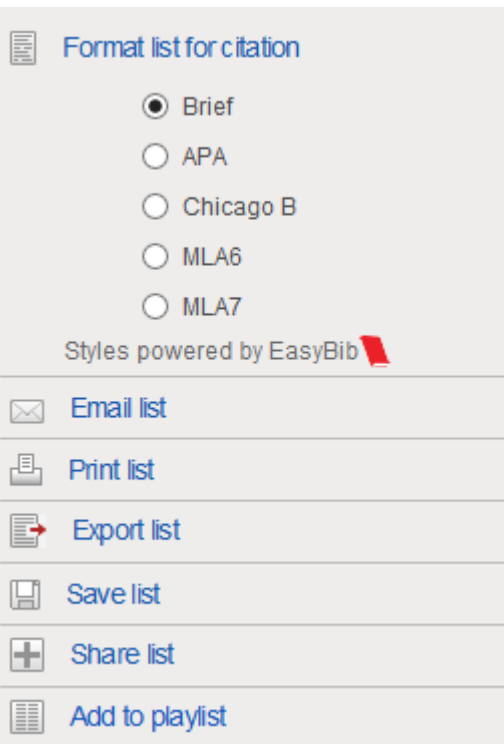 Format list for citation
Brief
APA
Chicago B
MLA6
MLA7
Styles powered by EasyBib
Email list
Print list
Export list
Save list
Share list
Add to playlist